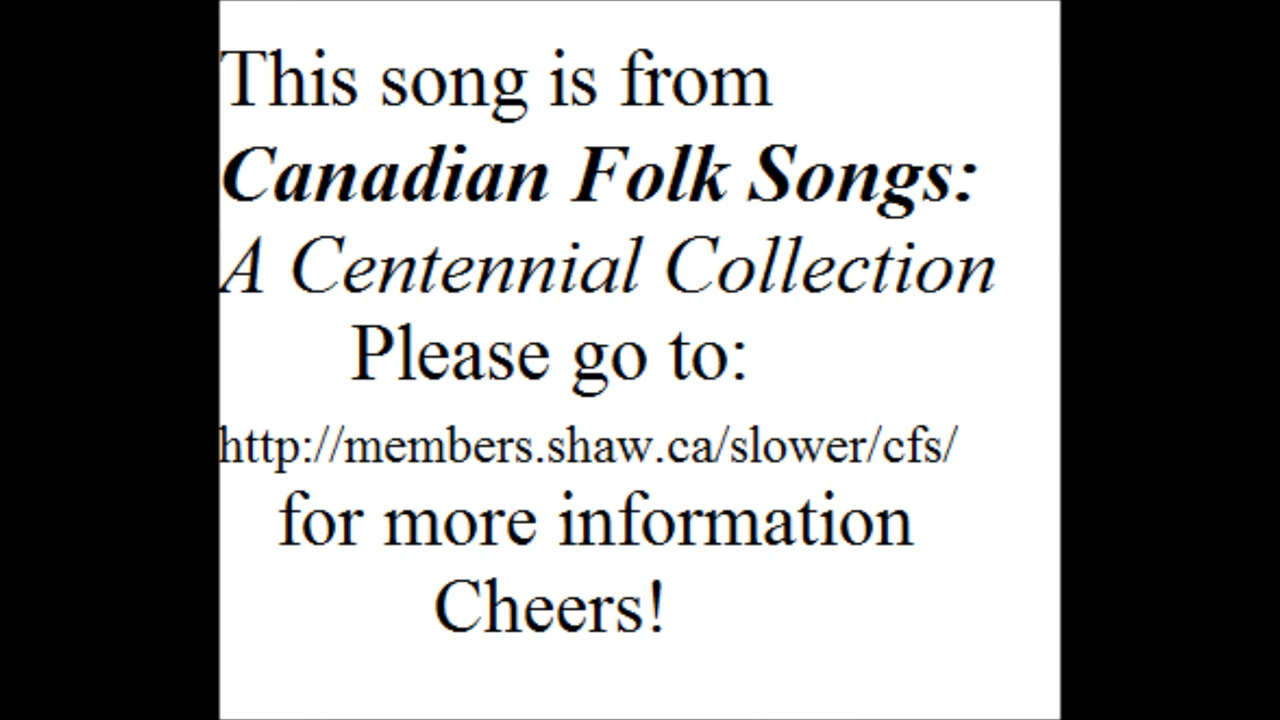 This song is from
Canadian Folk Songs:
A Centennial Collection
Please go to:
http://members.shaw.ca/slower/cfs/
for more information
Cheers!